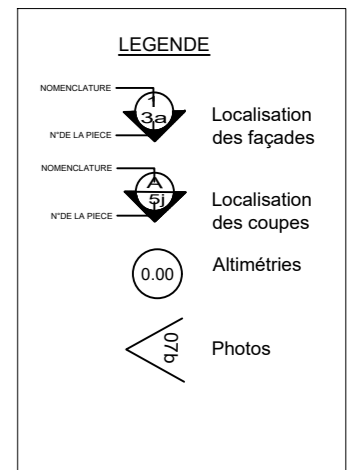 LEGENDE
NOMENCLATURE
1
3a
N°DE LA PIECE
Localisation
des façades
NOMENCLATURE
A
5j
N°DE LA PIECE
Localisation
des coupes
0.00
Altimétries
07b
Photos